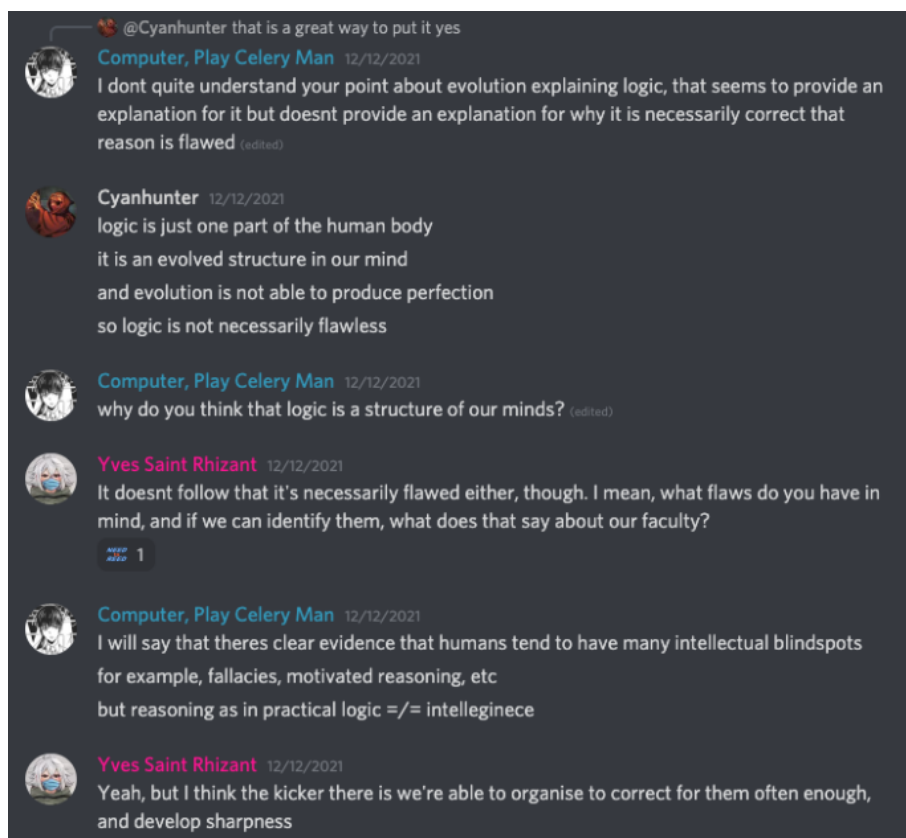 @Cyanhunter that is a great way to put it yes
Computer, Play Celery Man 12/12/2021
I dont quite understand your point about evolution explaining logic, that seems to provide an
explanation for it but doesnt provide an explanation for why it is necessarily correct that
reason is flawed (edited)
Cyanhunter 12/12/2021
logic is just one part of the human body
it is an evolved structure in our mind
and evolution is not able to produce perfection
so logic is not necessarily flawless
Computer, Play Celery Man 12/12/2021
why do you think that logic is a structure of our minds? (edited)
Yves Saint Rhizant 12/12/2021
It doesnt follow that it's necessarily flawed either, though. I mean, what flaws do you have in
mind, and if we can identify them, what does that say about our faculty?
1
Computer, Play Celery Man 12/12/2021
I will say that theres clear evidence that humans tend to have many intellectual blindspots
for example, fallacies, motivated reasoning, etc
but reasoning as in practical logic =/= intelleginece
Yves Saint Rhizant 12/12/2021
Yeah, but I think the kicker there is we're able to organise to correct for them often enough,
and develop sharpness